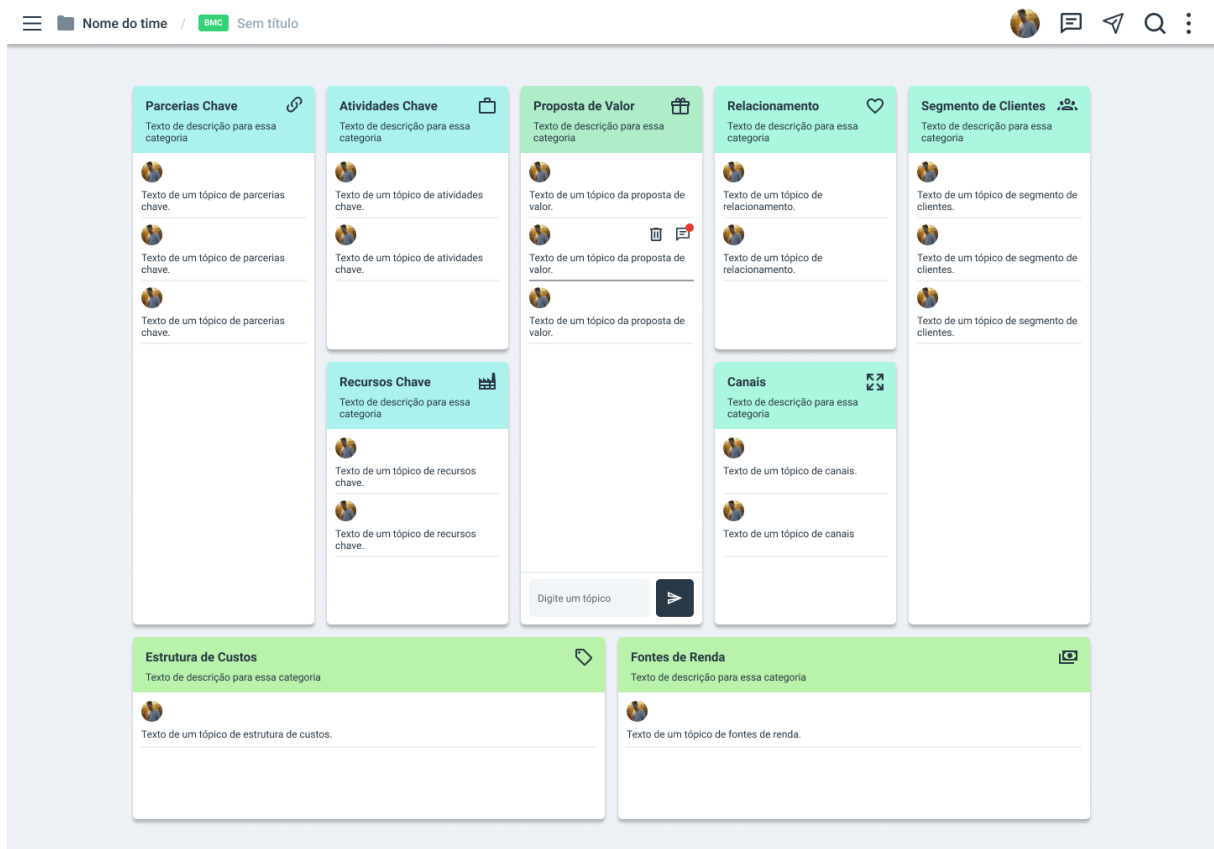 Nome do time / BMC Sem título
Parcerias Chave
Texto de descrição para essa
categoria
Texto de um tópico de parcerias
chave.
Texto de um tópico de parcerias
chave.
Texto de um tópico de parcerias
chave.
Atividades Chave
Texto de descrição para essa
categoria
Texto de um tópico de atividades
chave.
Texto de um tópico de atividades
chave.
Recursos Chave
Texto de descrição para essa
categoria
Texto de um tópico de recursos
chave.
Texto de um tópico de recursos
chave.
Proposta de Valor
Texto de descrição para essa
categoria
Texto de um tópico da proposta de
valor.
Texto de um tópico da proposta de
valor.
Texto de um tópico da proposta de
valor.
Digite um tópico
Relacionamento
Texto de descrição para essa
categoria
Texto de um tópico de
relacionamento.
Texto de um tópico de
relacionamento.
Canais
Texto de descrição para essa
categoria
Texto de um tópico de canais.
Texto de um tópico de canais
Segmento de Clientes
Texto de descrição para essa
categoria
Texto de um tópico de segmento de
clientes.
Texto de um tópico de segmento de
clientes.
Texto de um tópico de segmento de
clientes.
Estrutura de Custos
Texto de descrição para essa categoria
Texto de um tópico de estrutura de custos.
Fontes de Renda
Texto de descrição para essa categoria
Texto de um tópico de fontes de renda.